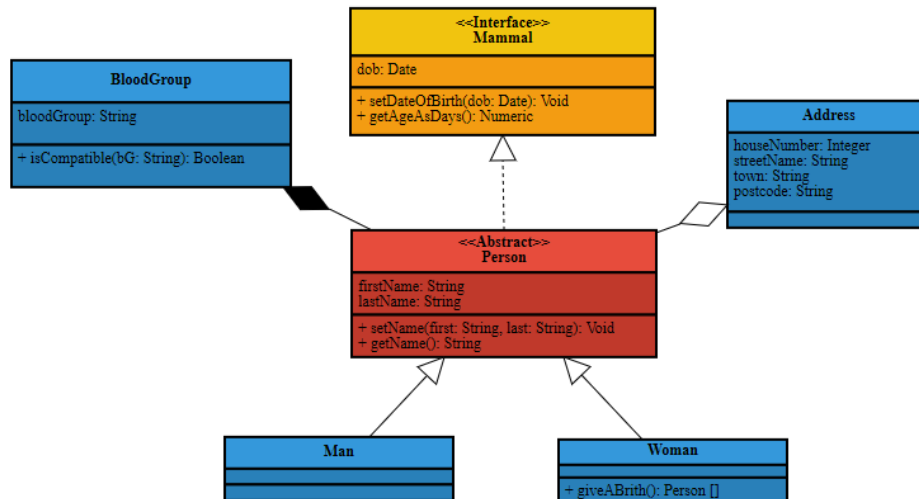 <<Interface>>
Mammal
dob: Date
+ setDateOfBirth(dob: Date): Void
+ getAgeAsDays(): Numeric
BloodGroup
bloodGroup: String
+ isCompatible(bG: String): Boolean
Address
houseNumber: Integer
streetName: String
town: String
postcode: String
<<Abstract>>
Person
firstName: String
lastName: String
+ setName(first: String, last: String): Void
+ getName(): String
Man
Woman
+ giveABrith(): Person []